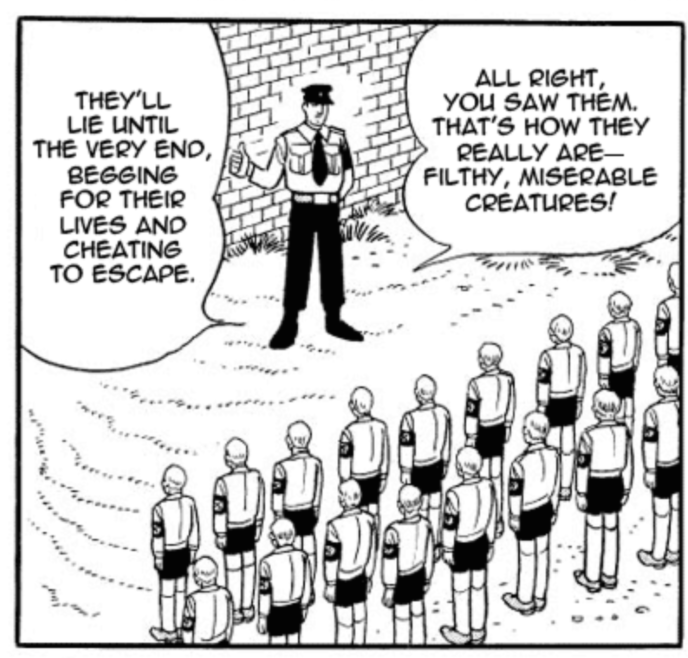 ALL RIGHT,
YOU SAW THEM.
THAT'S HOW THEY
REALLY ARE—
FILTHY, MISERABLE
CREATURES!
THEY'LL
LIE UNTIL
THE VERY END,
BEGGING
FOR THEIR
LIVES AND
CHEATING
TO ESCAPE.